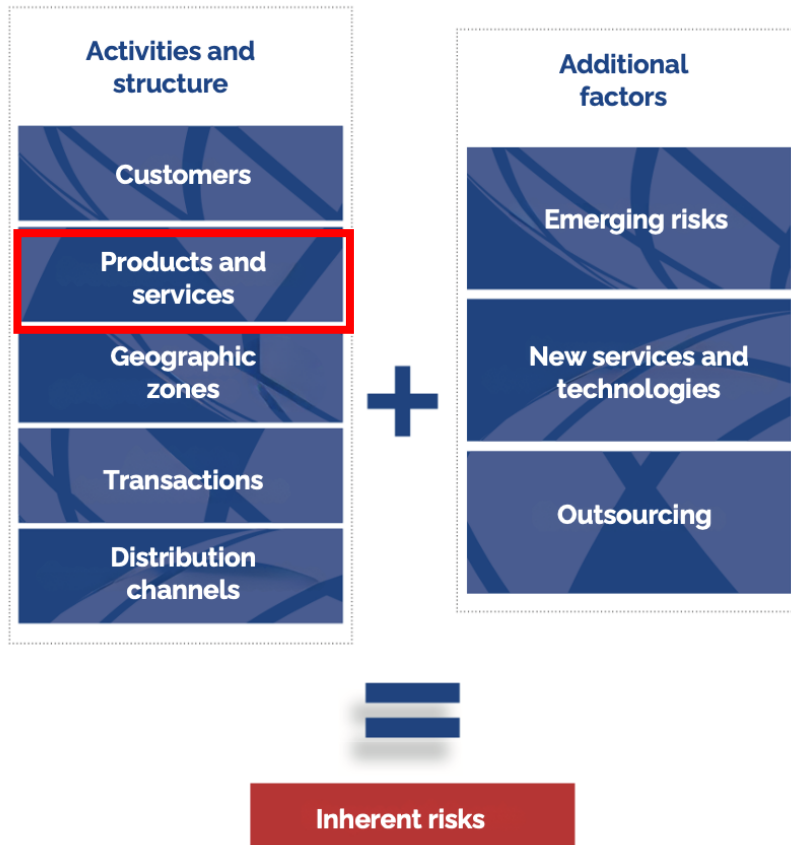 Activities and
structure
Customers
Products and
services
Geographic
zones
Transactions
Distribution
channels
+
Additional
factors
Emerging risks
New services and
technologies
Outsourcing
=
Inherent risks